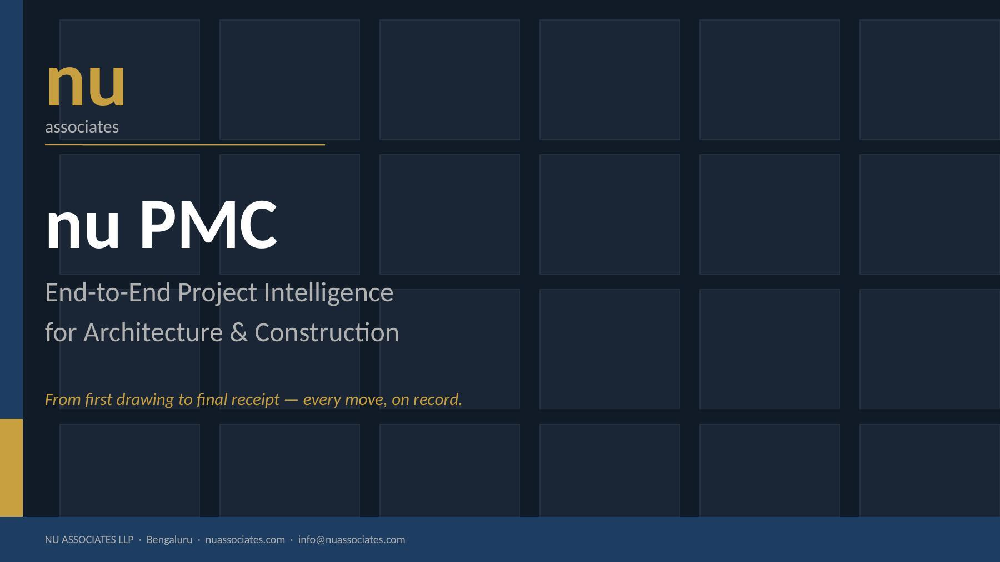 nu
associates
nu PMC
End-to-End Project Intelligence
for Architecture & Construction
From first drawing to final receipt — every move, on record.
NU ASSOCIATES LLP · Bengaluru · nuassociates.com · info@nuassociates.com